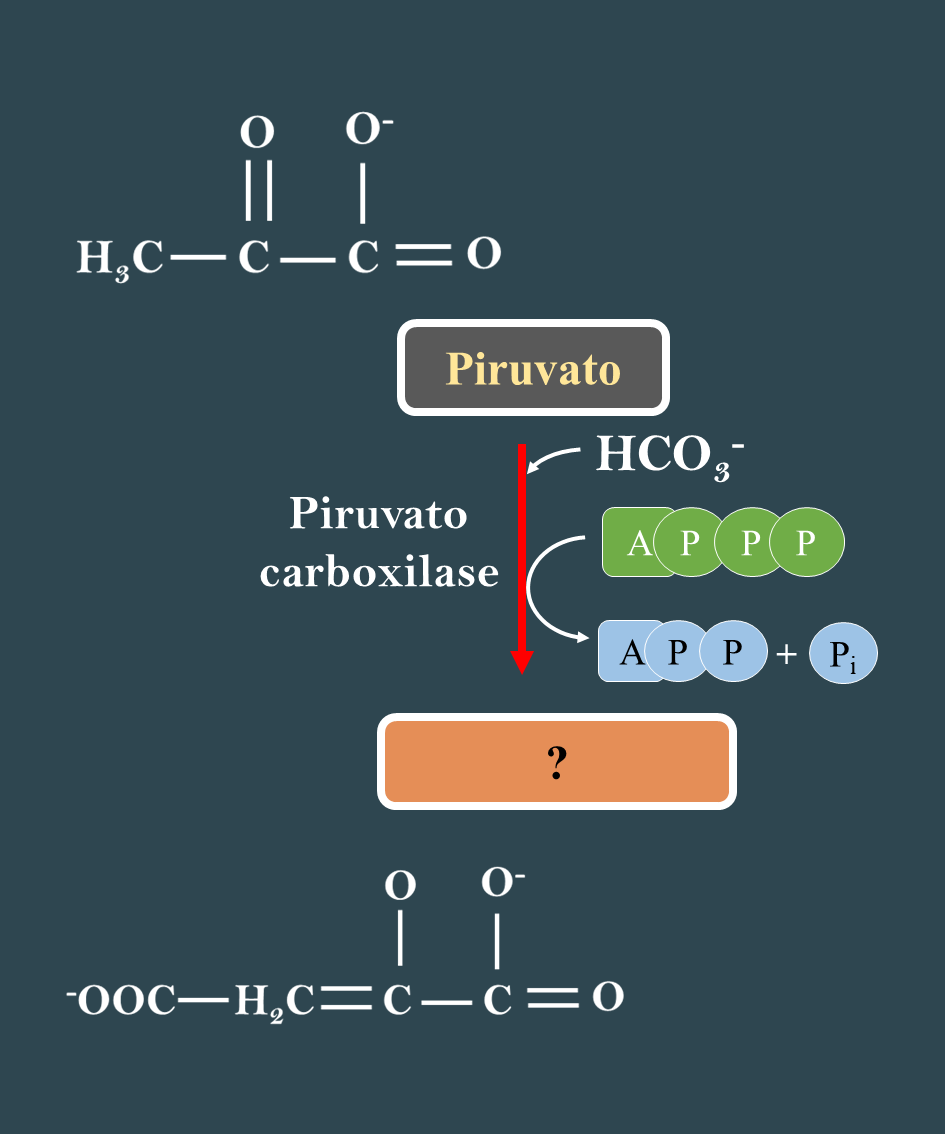 O O⁻
H₃C C C O
Piruvato
HCO₃⁻
Piruvato
carboxilase
A P P P
A P P + Pᵢ
?
O O⁻
⁻OOC H₂C C C O